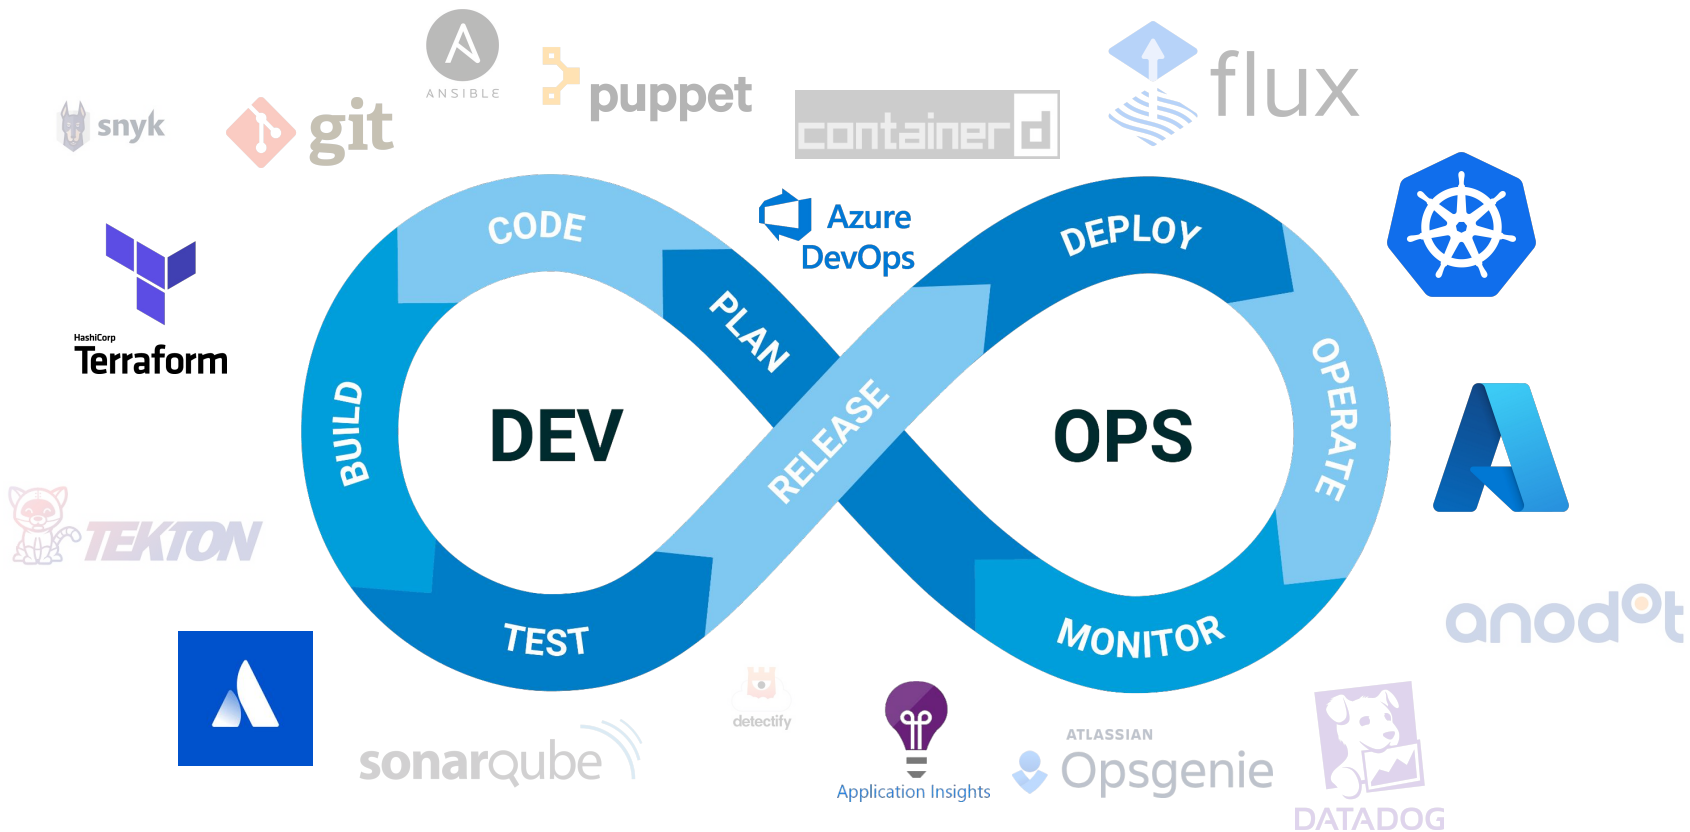 ANSIBLE
puppet
flux
snyk
git
containerd
Azure
DevOps
CODE
DEPLOY
PLAN
HashiCorp
Terraform
BUILD
DEV
RELEASE
OPS
OPERATE
TEKTON
TEST
MONITOR
anodot
detectify
sonarqube
Application Insights
ATLASSIAN
Opsgenie
DATADOG